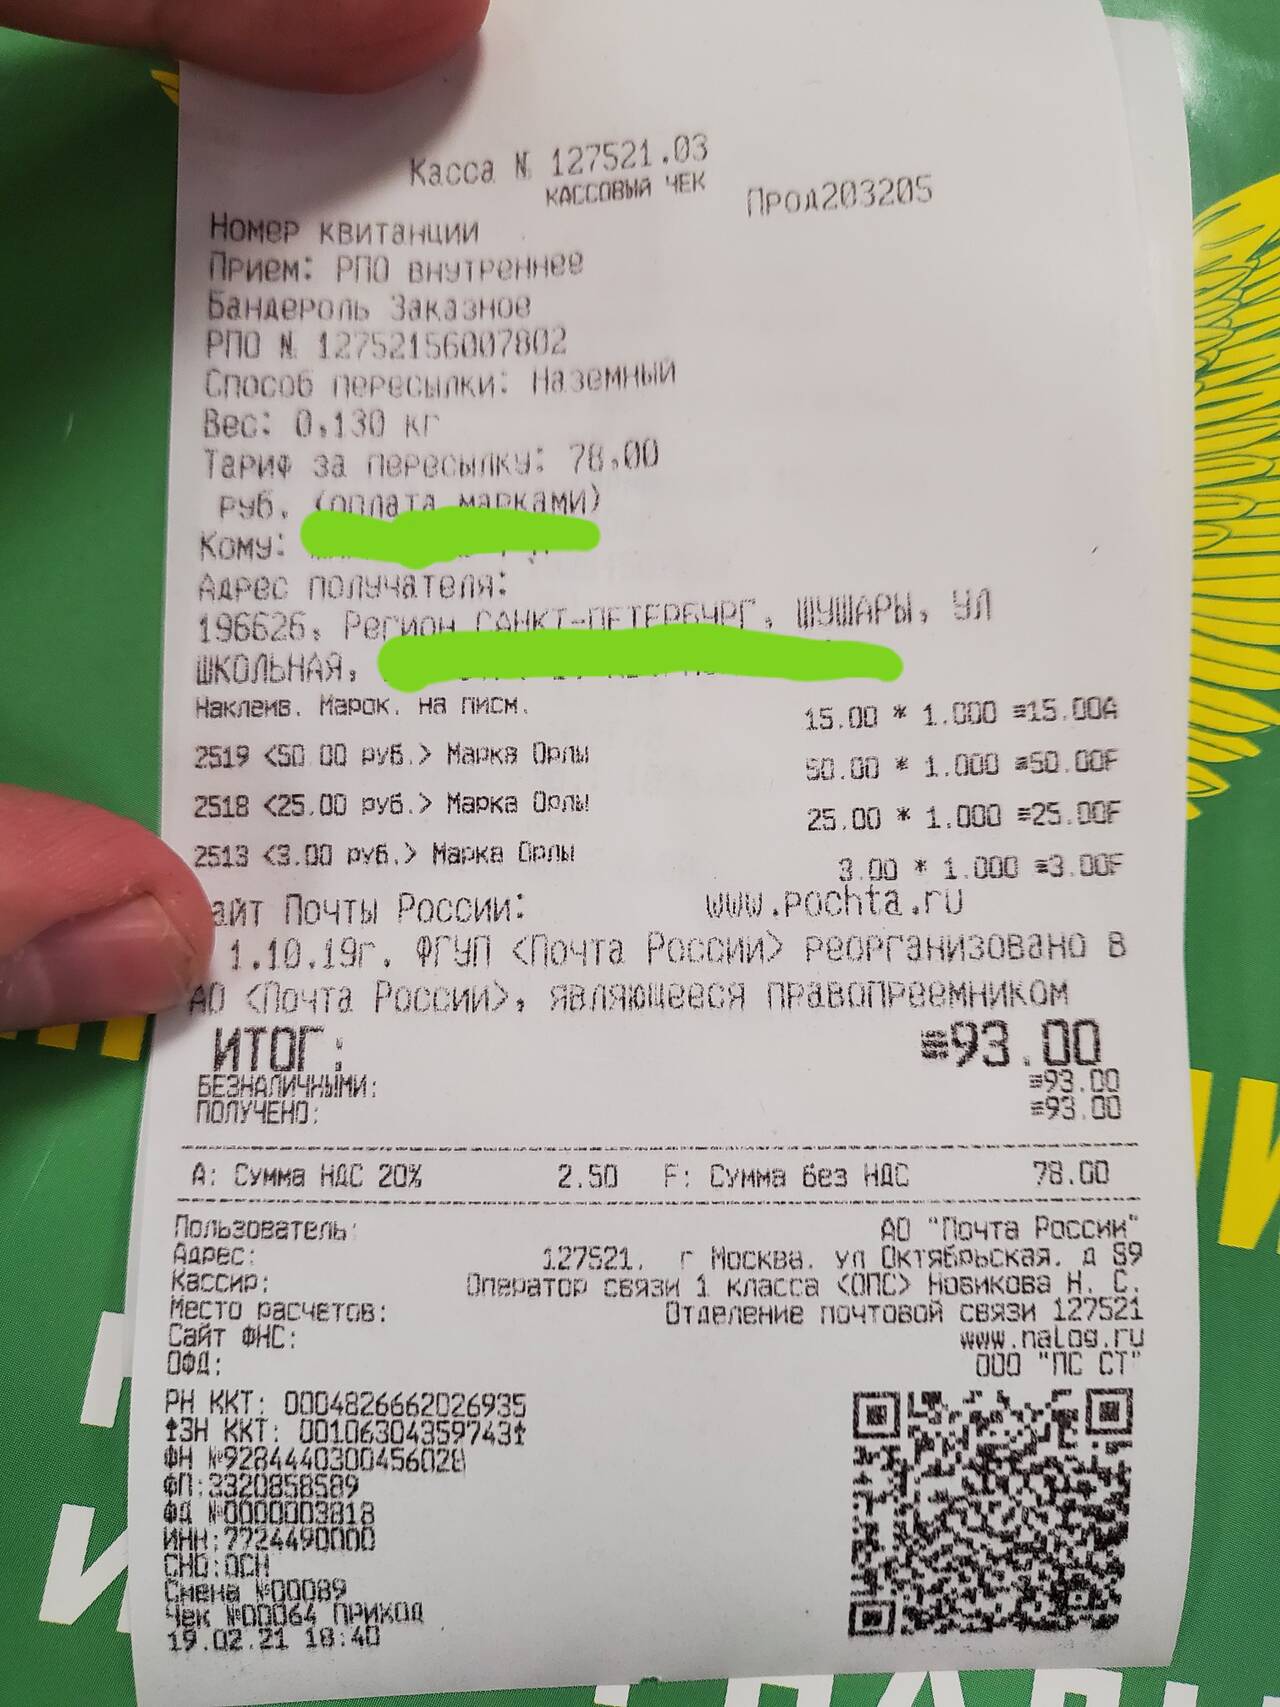 Касса № 127521.03
КАССОВЫЙ ЧЕК Прод203205
Номер квитанции
Прием: РПО внутреннее
Бандероль Заказное
РПО № 12752156007802
Способ пересылки: Наземный
Вес: 0,130 кг
Тариф за пересылку: 78,00
руб. (оплата марками)
Кому:
Адрес получателя:
196626, Регион САНКТ-ПЕТЕРБУРГ, ШУШАРЫ, УЛ
ШКОЛЬНАЯ,
Наклеив. Марок. на писм. 15.00 * 1.000 ≡15.00А
2519 <50.00 руб.> Марка Орлы 50.00 * 1.000 ≡50.00F
2518 <25.00 руб.> Марка Орлы 25.00 * 1.000 ≡25.00F
2513 <3.00 руб.> Марка Орлы 3.00 * 1.000 ≡3.00F
айт Почты России: www.pochta.ru
1.10.19г. ФГУП <Почта России> реорганизовано в
АО <Почта России>, являющееся правопреемником
ИТОГ: ≡93.00
БЕЗНАЛИЧНЫМИ: ≡93.00
ПОЛУЧЕНО: ≡93.00
А: Сумма НДС 20% 2.50 F: Сумма без НДС 78.00
Пользователь: АО "Почта России"
Адрес: 127521, г Москва, ул Октябрьская, д 89
Кассир: Оператор связи 1 класса <ОПС> Новикова Н. С.
Место расчетов: Отделение почтовой связи 127521
Сайт ФНС: www.nalog.ru
ОФД: ООО "ПС СТ"
РН ККТ: 0004826662026935
ЗН ККТ: 00106304359743
ФН №9284440300456028
ФП:3320858589
ФД №0000003818
ИНН:7724490000
СНО:ОСН
Смена №00089
Чек №00064 ПРИХОД
19.02.21 18:40